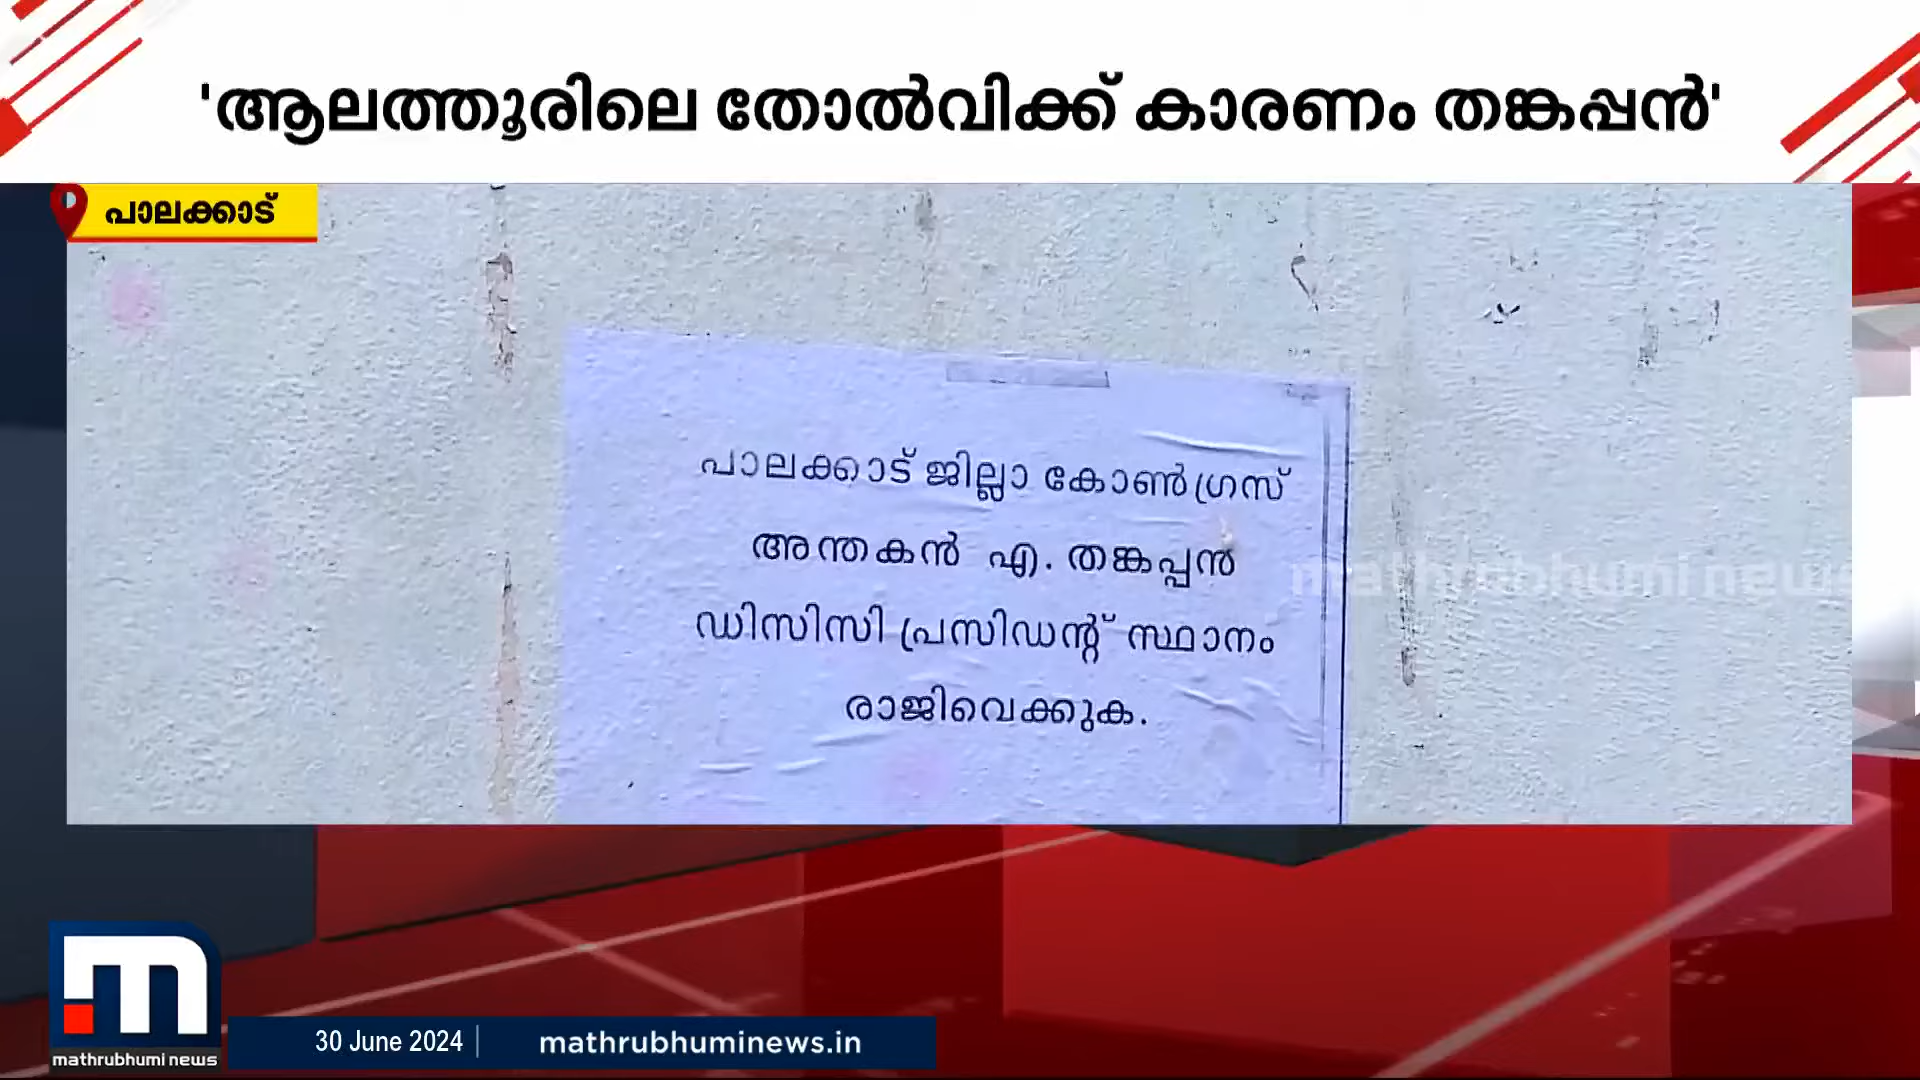 'ആലത്തൂരിലെ തോൽവിക്ക് കാരണം തങ്കപ്പൻ'
പാലക്കാട്
പാലക്കാട് ജില്ലാ കോൺഗ്രസ്
അന്തകൻ എ. തങ്കപ്പൻ
mathrubhumi news
ഡിസിസി പ്രസിഡന്റ് സ്ഥാനം
രാജിവെക്കുക.
mathrubhumi news
30 June 2024
mathrubhuminews.in